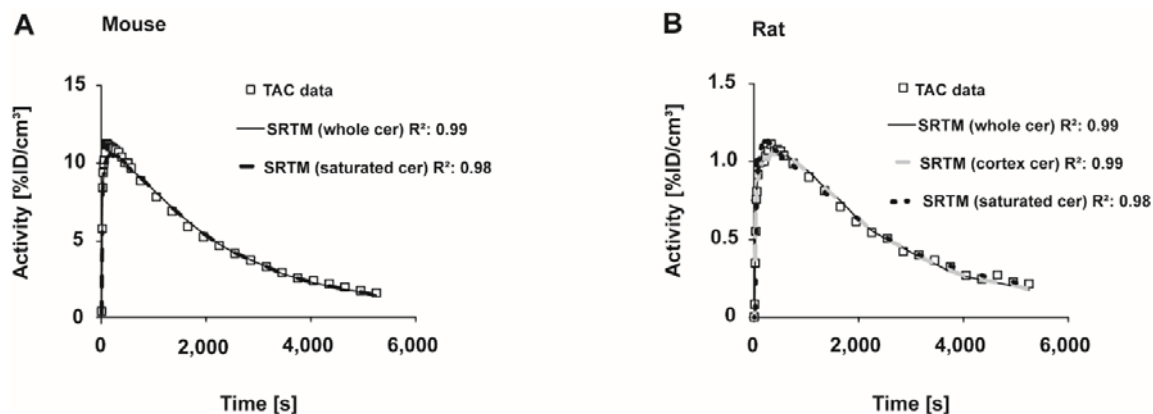 A
Mouse
15
10
5
0
Activity [%ID/cm³]
TAC data
SRTM (whole cer) R²: 0.99
SRTM (saturated cer) R²: 0.98
0
2,000
4,000
6,000
Time [s]
B
Rat
1.5
1.0
0.5
0
Activity [%ID/cm³]
TAC data
SRTM (whole cer) R²: 0.99
SRTM (cortex cer) R²: 0.99
SRTM (saturated cer) R²: 0.98
0
2,000
4,000
6,000
Time [s]